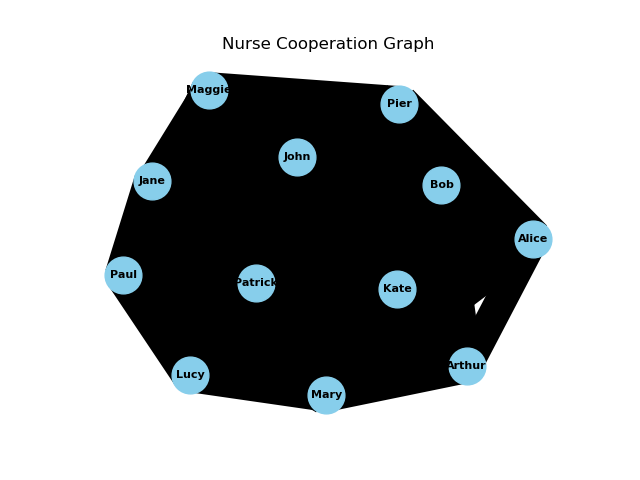 Nurse Cooperation Graph
Maggie
Pier
John
Jane
Bob
Alice
Paul
Patrick
Kate
Lucy
Arthur
Mary